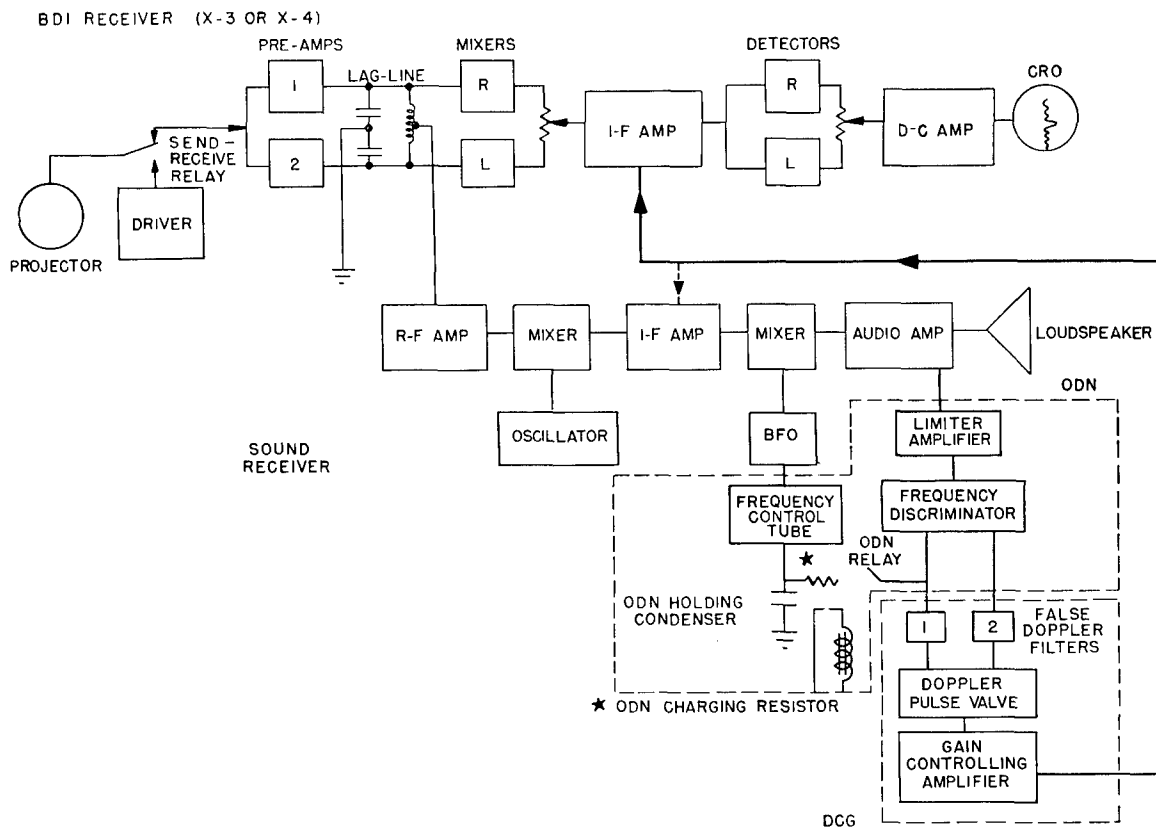 BDI RECEIVER (X-3 OR X-4)
PRE-AMPS
MIXERS
DETECTORS
CRO
LAG-LINE
1
R
R
I-F AMP
D-C AMP
SEND-
RECEIVE
RELAY
2
L
L
DRIVER
PROJECTOR
R-F AMP
MIXER
I-F AMP
MIXER
AUDIO AMP
LOUDSPEAKER
ODN
OSCILLATOR
BFO
LIMITER
AMPLIFIER
SOUND
RECEIVER
FREQUENCY
CONTROL
TUBE
FREQUENCY
DISCRIMINATOR
★
ODN
RELAY
ODN HOLDING
CONDENSER
1
2
FALSE
DOPPLER
FILTERS
DOPPLER
PULSE VALVE
★ ODN CHARGING RESISTOR
GAIN
CONTROLLING
AMPLIFIER
DCG